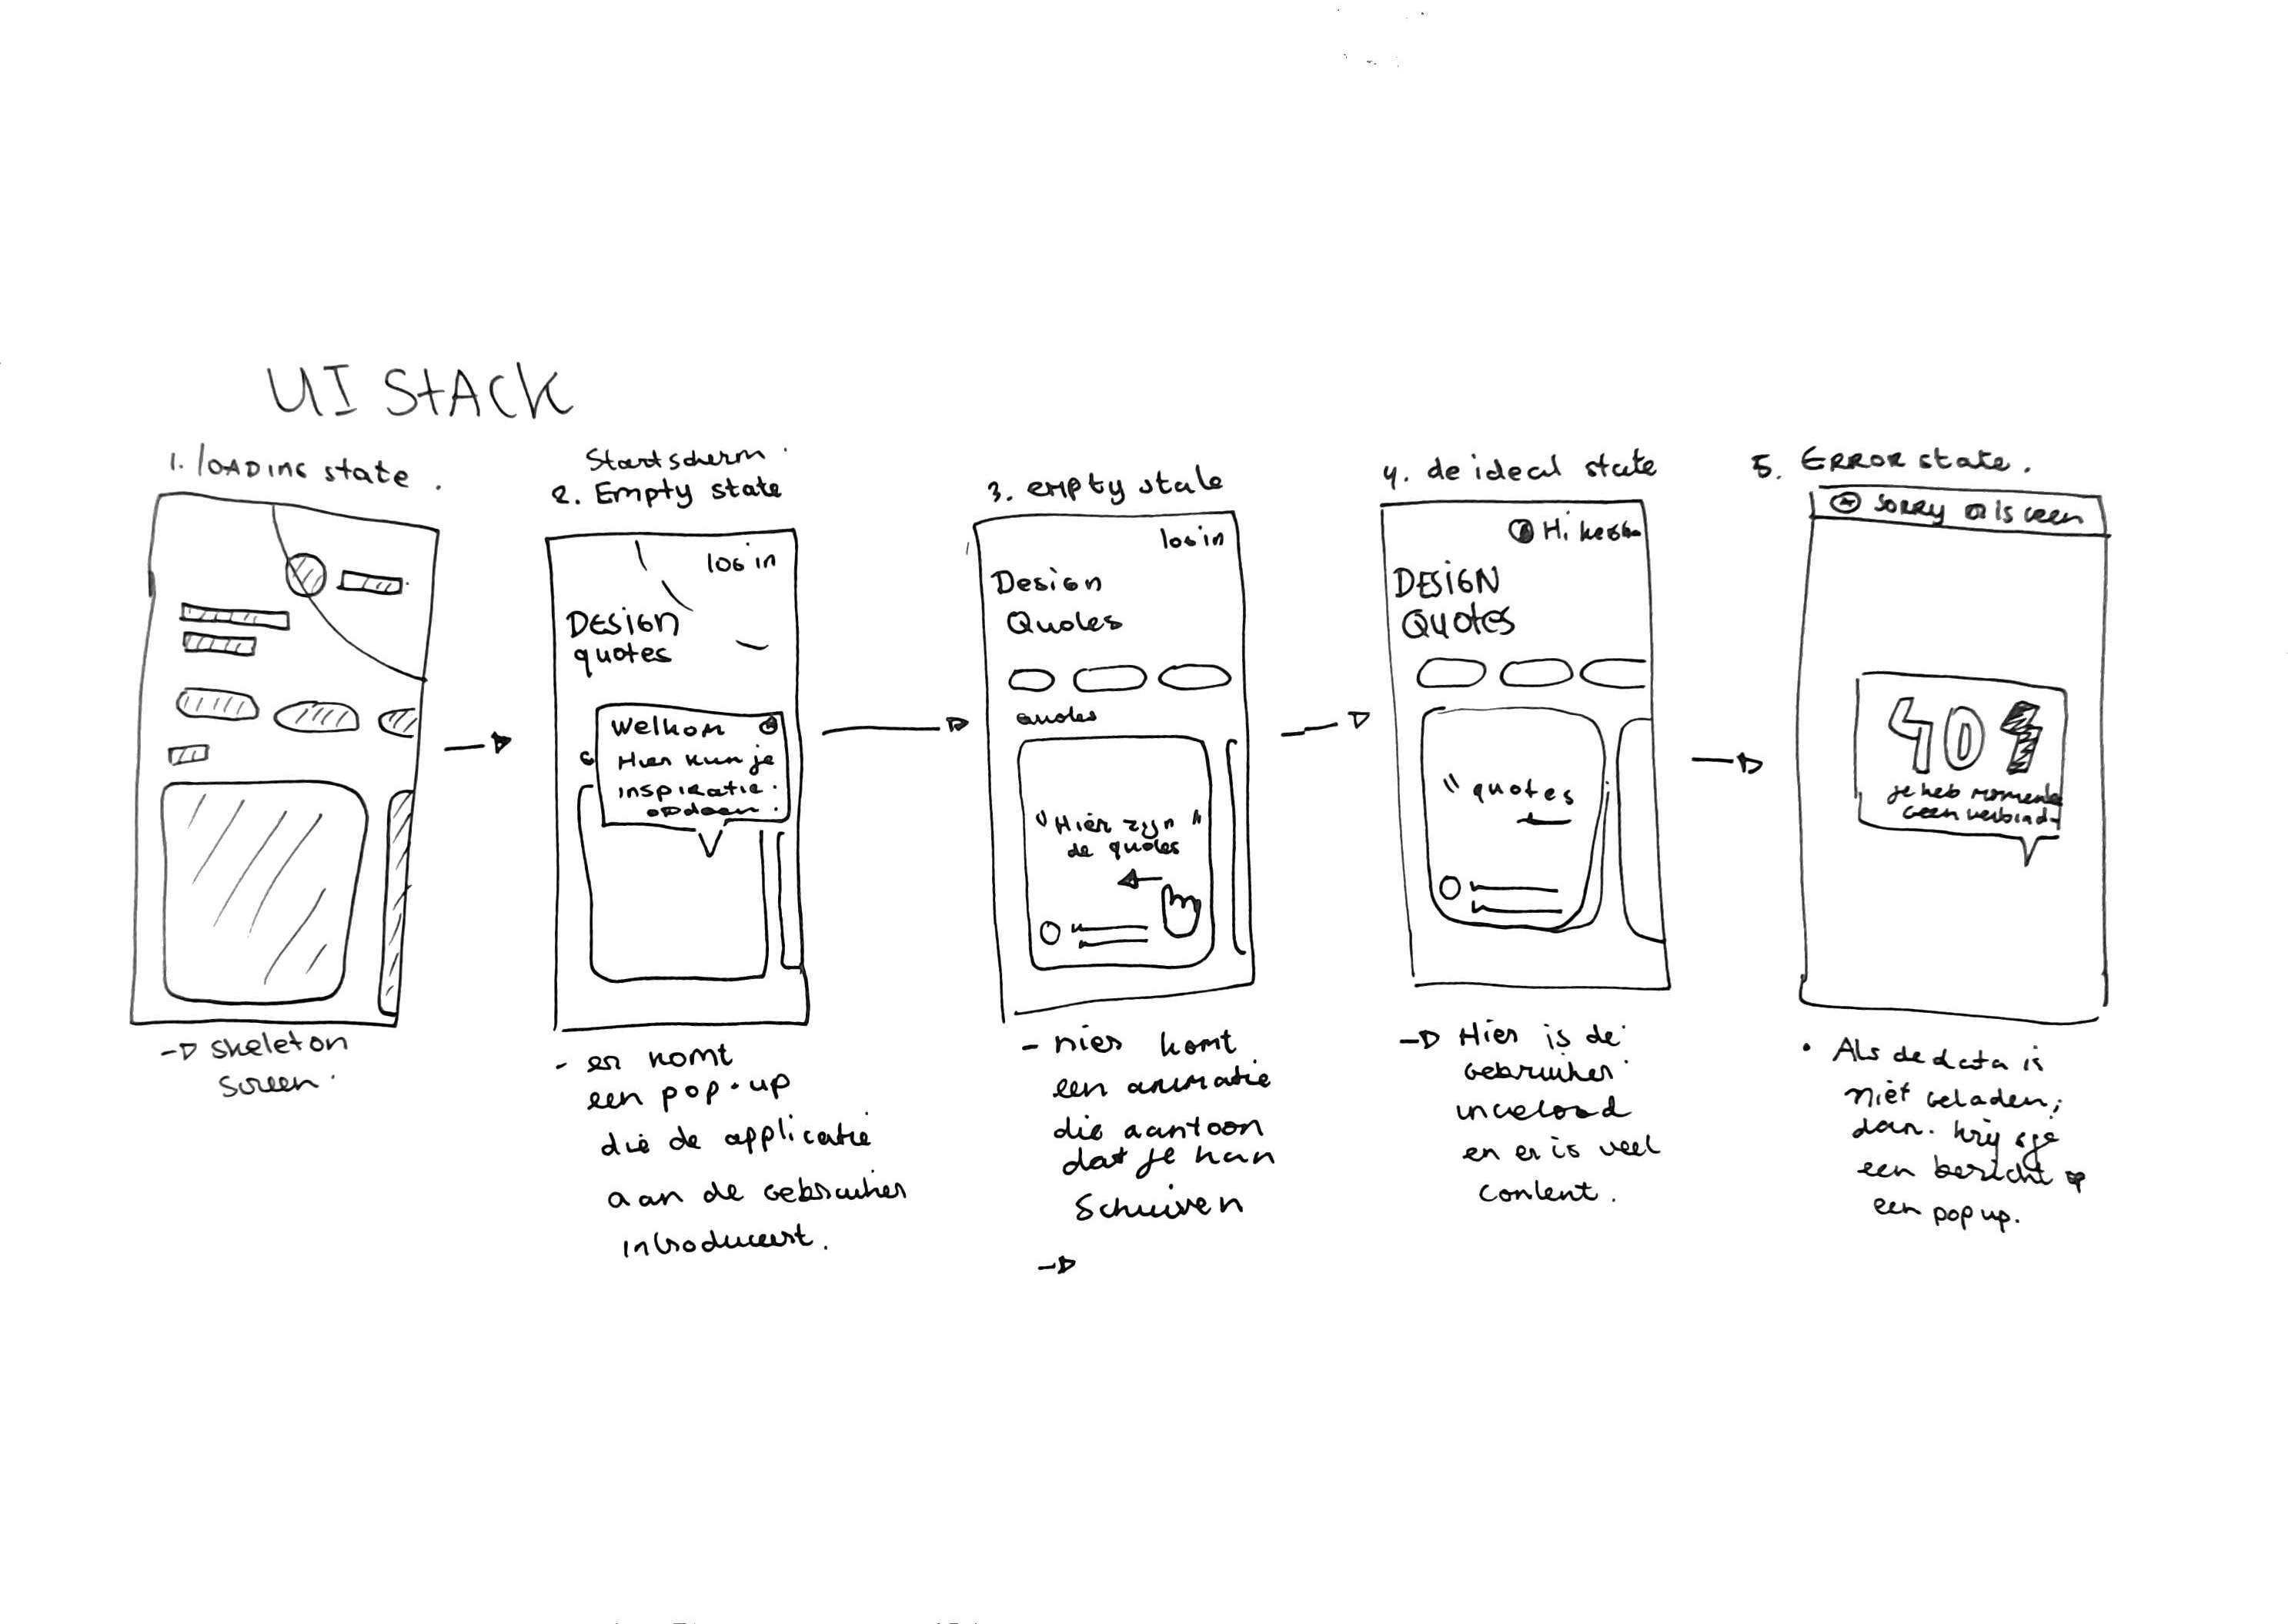 UI StAck
1. loADING state.
-> skeleton
screen.
Startscherm.
2. Empty state
login
DESIGN
quotes
Welkom
Hier kun je
inspiratie.
opdoen.
- er komt
een pop-up
die de applicatie
aan de Gebruiker
introduceert.
3. empty state
login
Design
Quotes
quotes
"Hier zijn"
de quotes
- Hier komt
een animatie
die aantoon
dat je kan
Schuiven
->
4. de ideal state
Hi
DESIGN
QUOtes
" quotes
-> Hier is de
Gebruiker
ingelogd
en er is veel
content.
5. ERROR state.
sorry er is geen
404
je heb momente
Geen verbind
• Als de data is
niet geladen,
dan. krijg je
een bericht op
een pop up.